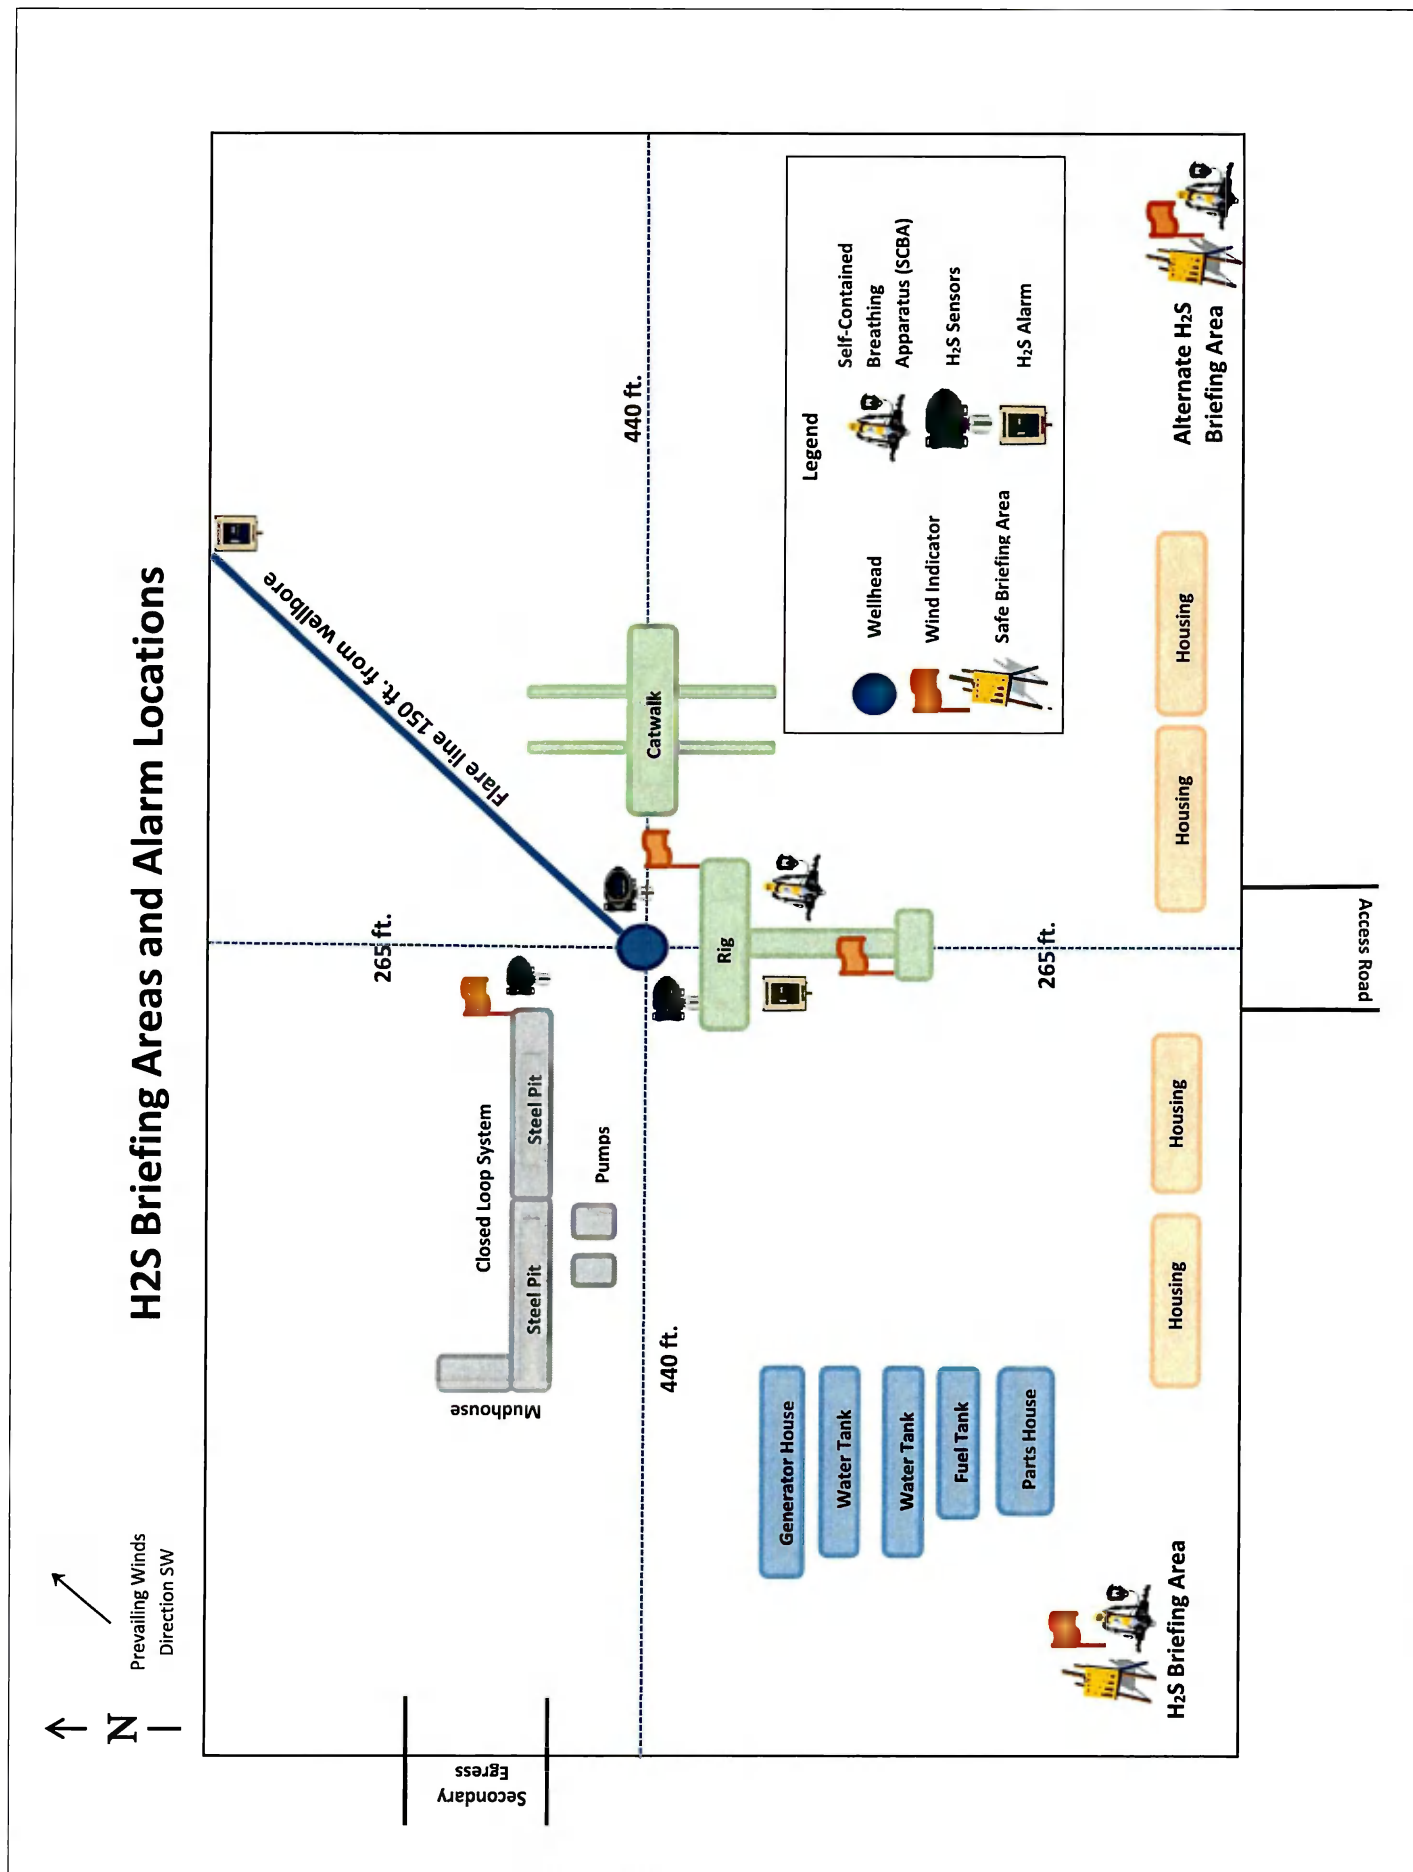 H2S Briefing Areas and Alarm Locations
N
Prevailing Winds
Direction SW
Secondary
Egress
265 ft.
Flare line 150 ft. from wellbore
Closed Loop System
Mudhouse
Steel Pit
Steel Pit
Pumps
440 ft.
440 ft.
Catwalk
Rig
Generator House
Water Tank
Water Tank
Fuel Tank
Parts House
265 ft.
Legend
Wellhead
Wind Indicator
Safe Briefing Area
Self-Contained
Breathing
Apparatus (SCBA)
H₂S Sensors
H₂S Alarm
H₂S Briefing Area
Housing
Housing
Housing
Housing
Alternate H₂S
Briefing Area
Access Road